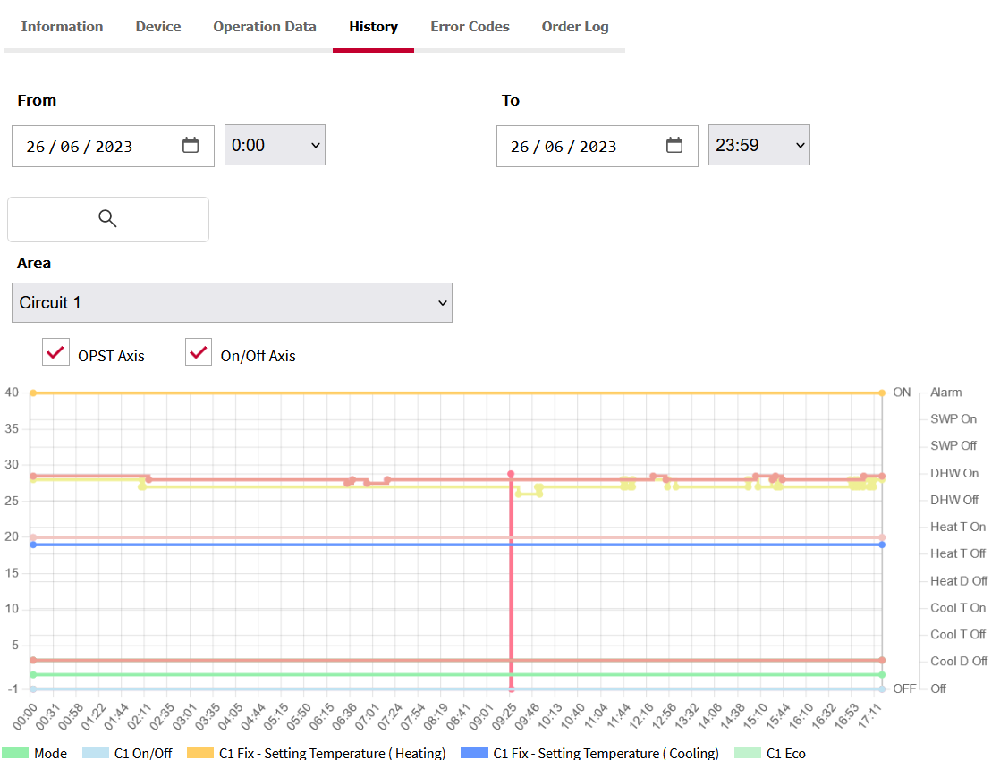 Information Device Operation Data History Error Codes Order Log
From To
26 / 06 / 2023 0:00 26 / 06 / 2023 23:59
Area
Circuit 1
OPST Axis On/Off Axis
40 ON Alarm
SWP On
35
SWP Off
30
DHW On
25 DHW Off
Heat T On
20
Heat T Off
15
Heat D Off
10 Cool T On
Cool T Off
5
Cool D Off
-1 OFF Off
00:00 00:31 00:58 01:22 01:44 02:11 02:35 03:01 03:35 04:05 04:44 05:15 05:50 06:15 06:36 07:01 07:24 07:54 08:19 08:41 09:01 09:25 09:46 10:13 10:40 11:04 11:44 12:16 12:56 13:32 14:06 14:38 15:10 15:44 16:10 16:32 16:53 17:11
Mode C1 On/Off C1 Fix - Setting Temperature ( Heating) C1 Fix - Setting Temperature ( Cooling) C1 Eco